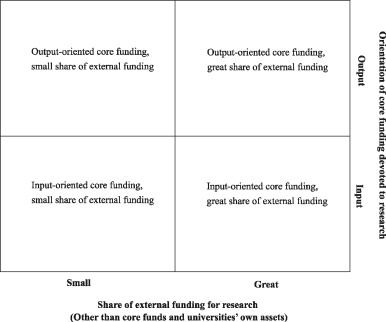 Output-oriented core funding,
small share of external funding
Output-oriented core funding,
great share of external funding
Output
Input-oriented core funding,
small share of external funding
Input-oriented core funding,
great share of external funding
Input
Orientation of core funding devoted to research
Small
Great
Share of external funding for research
(Other than core funds and universities' own assets)